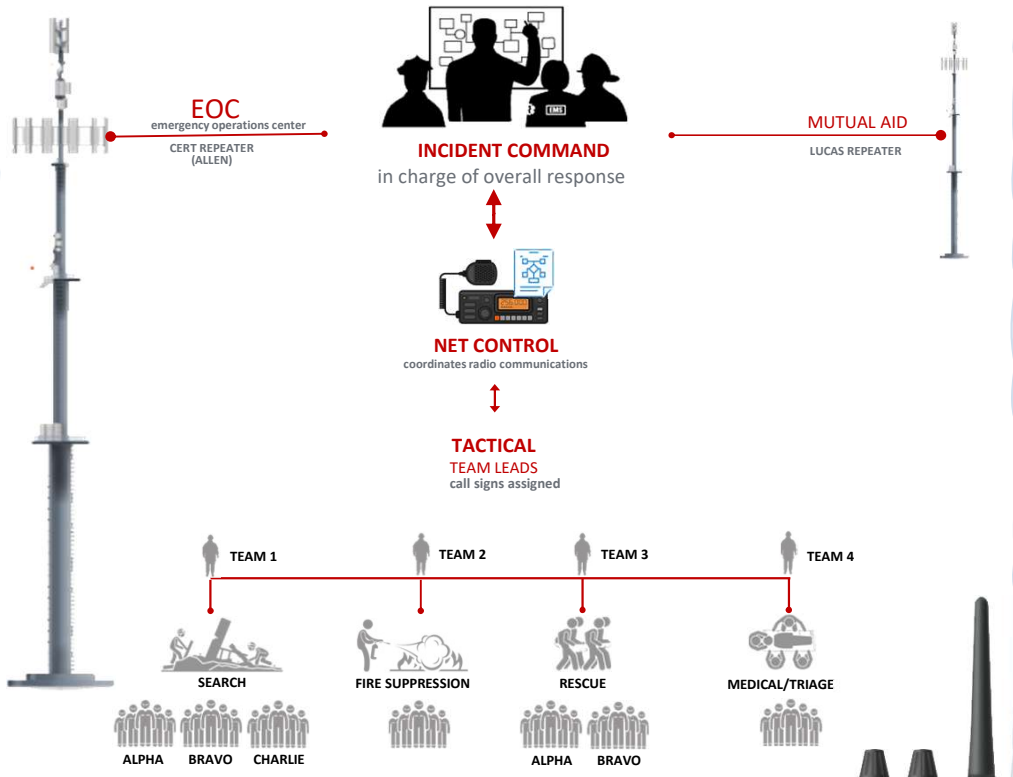 EOC
emergency operations center
CERT REPEATER
(ALLEN)
EMS
INCIDENT COMMAND
in charge of overall response
MUTUAL AID
LUCAS REPEATER
NET CONTROL
coordinates radio communications
TACTICAL
TEAM LEADS
call signs assigned
TEAM 1
TEAM 2
TEAM 3
TEAM 4
SEARCH
FIRE SUPPRESSION
RESCUE
MEDICAL/TRIAGE
ALPHA
BRAVO
CHARLIE
ALPHA
BRAVO